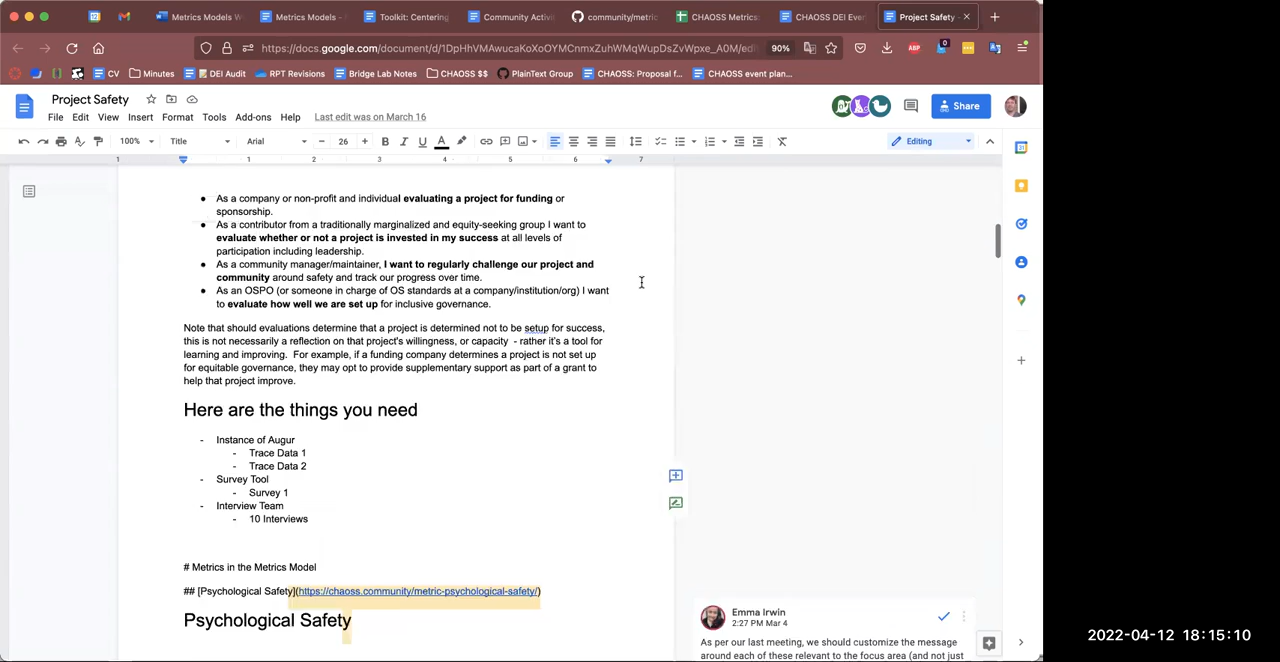 Metrics Models W
Metrics Models -
Toolkit: Centering
Community Activi
community/metric
CHAOSS Metrics:
CHAOSS DEI Even
Project Safety
https://docs.google.com/document/d/1DpHhVMAwucaKoXoOYMCnmxZuhWMqWupDsZvWpxe_A0M/ed
90%
CV
Minutes
DEI Audit
RPT Revisions
Bridge Lab Notes
CHAOSS $$
PlainText Group
CHAOSS: Proposal f...
CHAOSS event plan...
Project Safety
File Edit View Insert Format Tools Add-ons Help Last edit was on March 16
Share
100% Title Arial 26 Editing
1 1 2 3 4 5 6 7
● As a company or non-profit and individual evaluating a project for funding or
sponsorship.
● As a contributor from a traditionally marginalized and equity-seeking group I want to
evaluate whether or not a project is invested in my success at all levels of
participation including leadership.
● As a community manager/maintainer, I want to regularly challenge our project and
community around safety and track our progress over time.
● As an OSPO (or someone in charge of OS standards at a company/institution/org) I want
to evaluate how well we are set up for inclusive governance.
Note that should evaluations determine that a project is determined not to be setup for success,
this is not necessarily a reflection on that project's willingness, or capacity - rather it's a tool for
learning and improving. For example, if a funding company determines a project is not set up
for equitable governance, they may opt to provide supplementary support as part of a grant to
help that project improve.
Here are the things you need
- Instance of Augur
- Trace Data 1
- Trace Data 2
- Survey Tool
- Survey 1
- Interview Team
- 10 Interviews
# Metrics in the Metrics Model
## [Psychological Safety](https://chaoss.community/metric-psychological-safety/)
Psychological Safety
Emma Irwin
2:27 PM Mar 4
As per our last meeting, we should customize the message
around each of these relevant to the focus area (and not just
2022-04-12 18:15:10